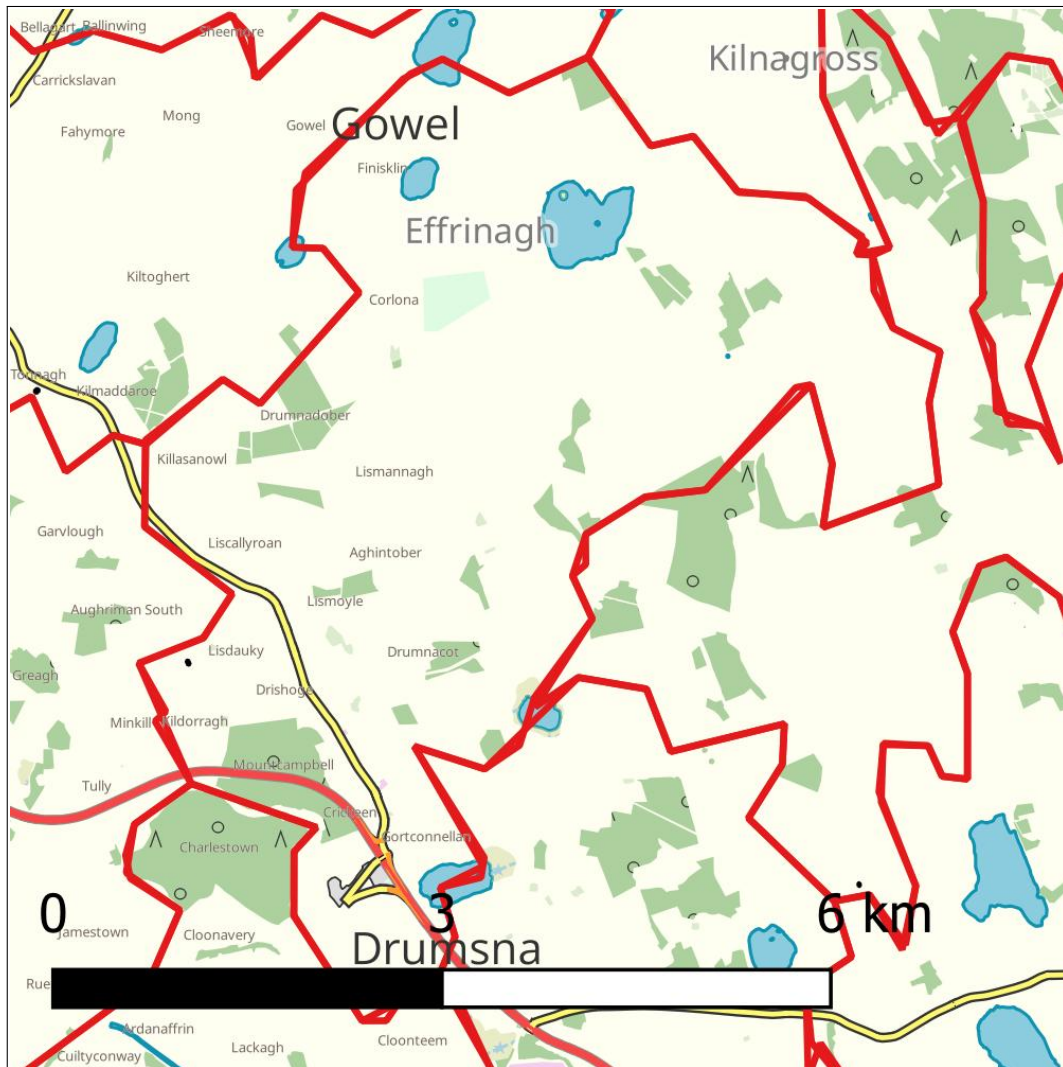 Bellagart
Ballinwing
Sheemore
Kilnagross
Carrickslavan
Mong
Fahymore
Gowel
Gowel
Finisklin
Effrinagh
Kiltoghert
Corlona
Tonnagh
Kilmaddaroe
Drumnadober
Killasanowl
Lismannagh
Garvlough
Liscallyroan
Aghintober
Aughriman South
Lismoyle
Lisdauky
Drumnacot
Greagh
Drishoge
Minkill
Kildorragh
Mountcampbell
Tully
Crickeen
Gortconnellan
Charlestown
0
3
6 km
Jamestown
Cloonavery
Drumsna
Rue
Ardanaffrin
Cuiltyconway
Lackagh
Cloonteem